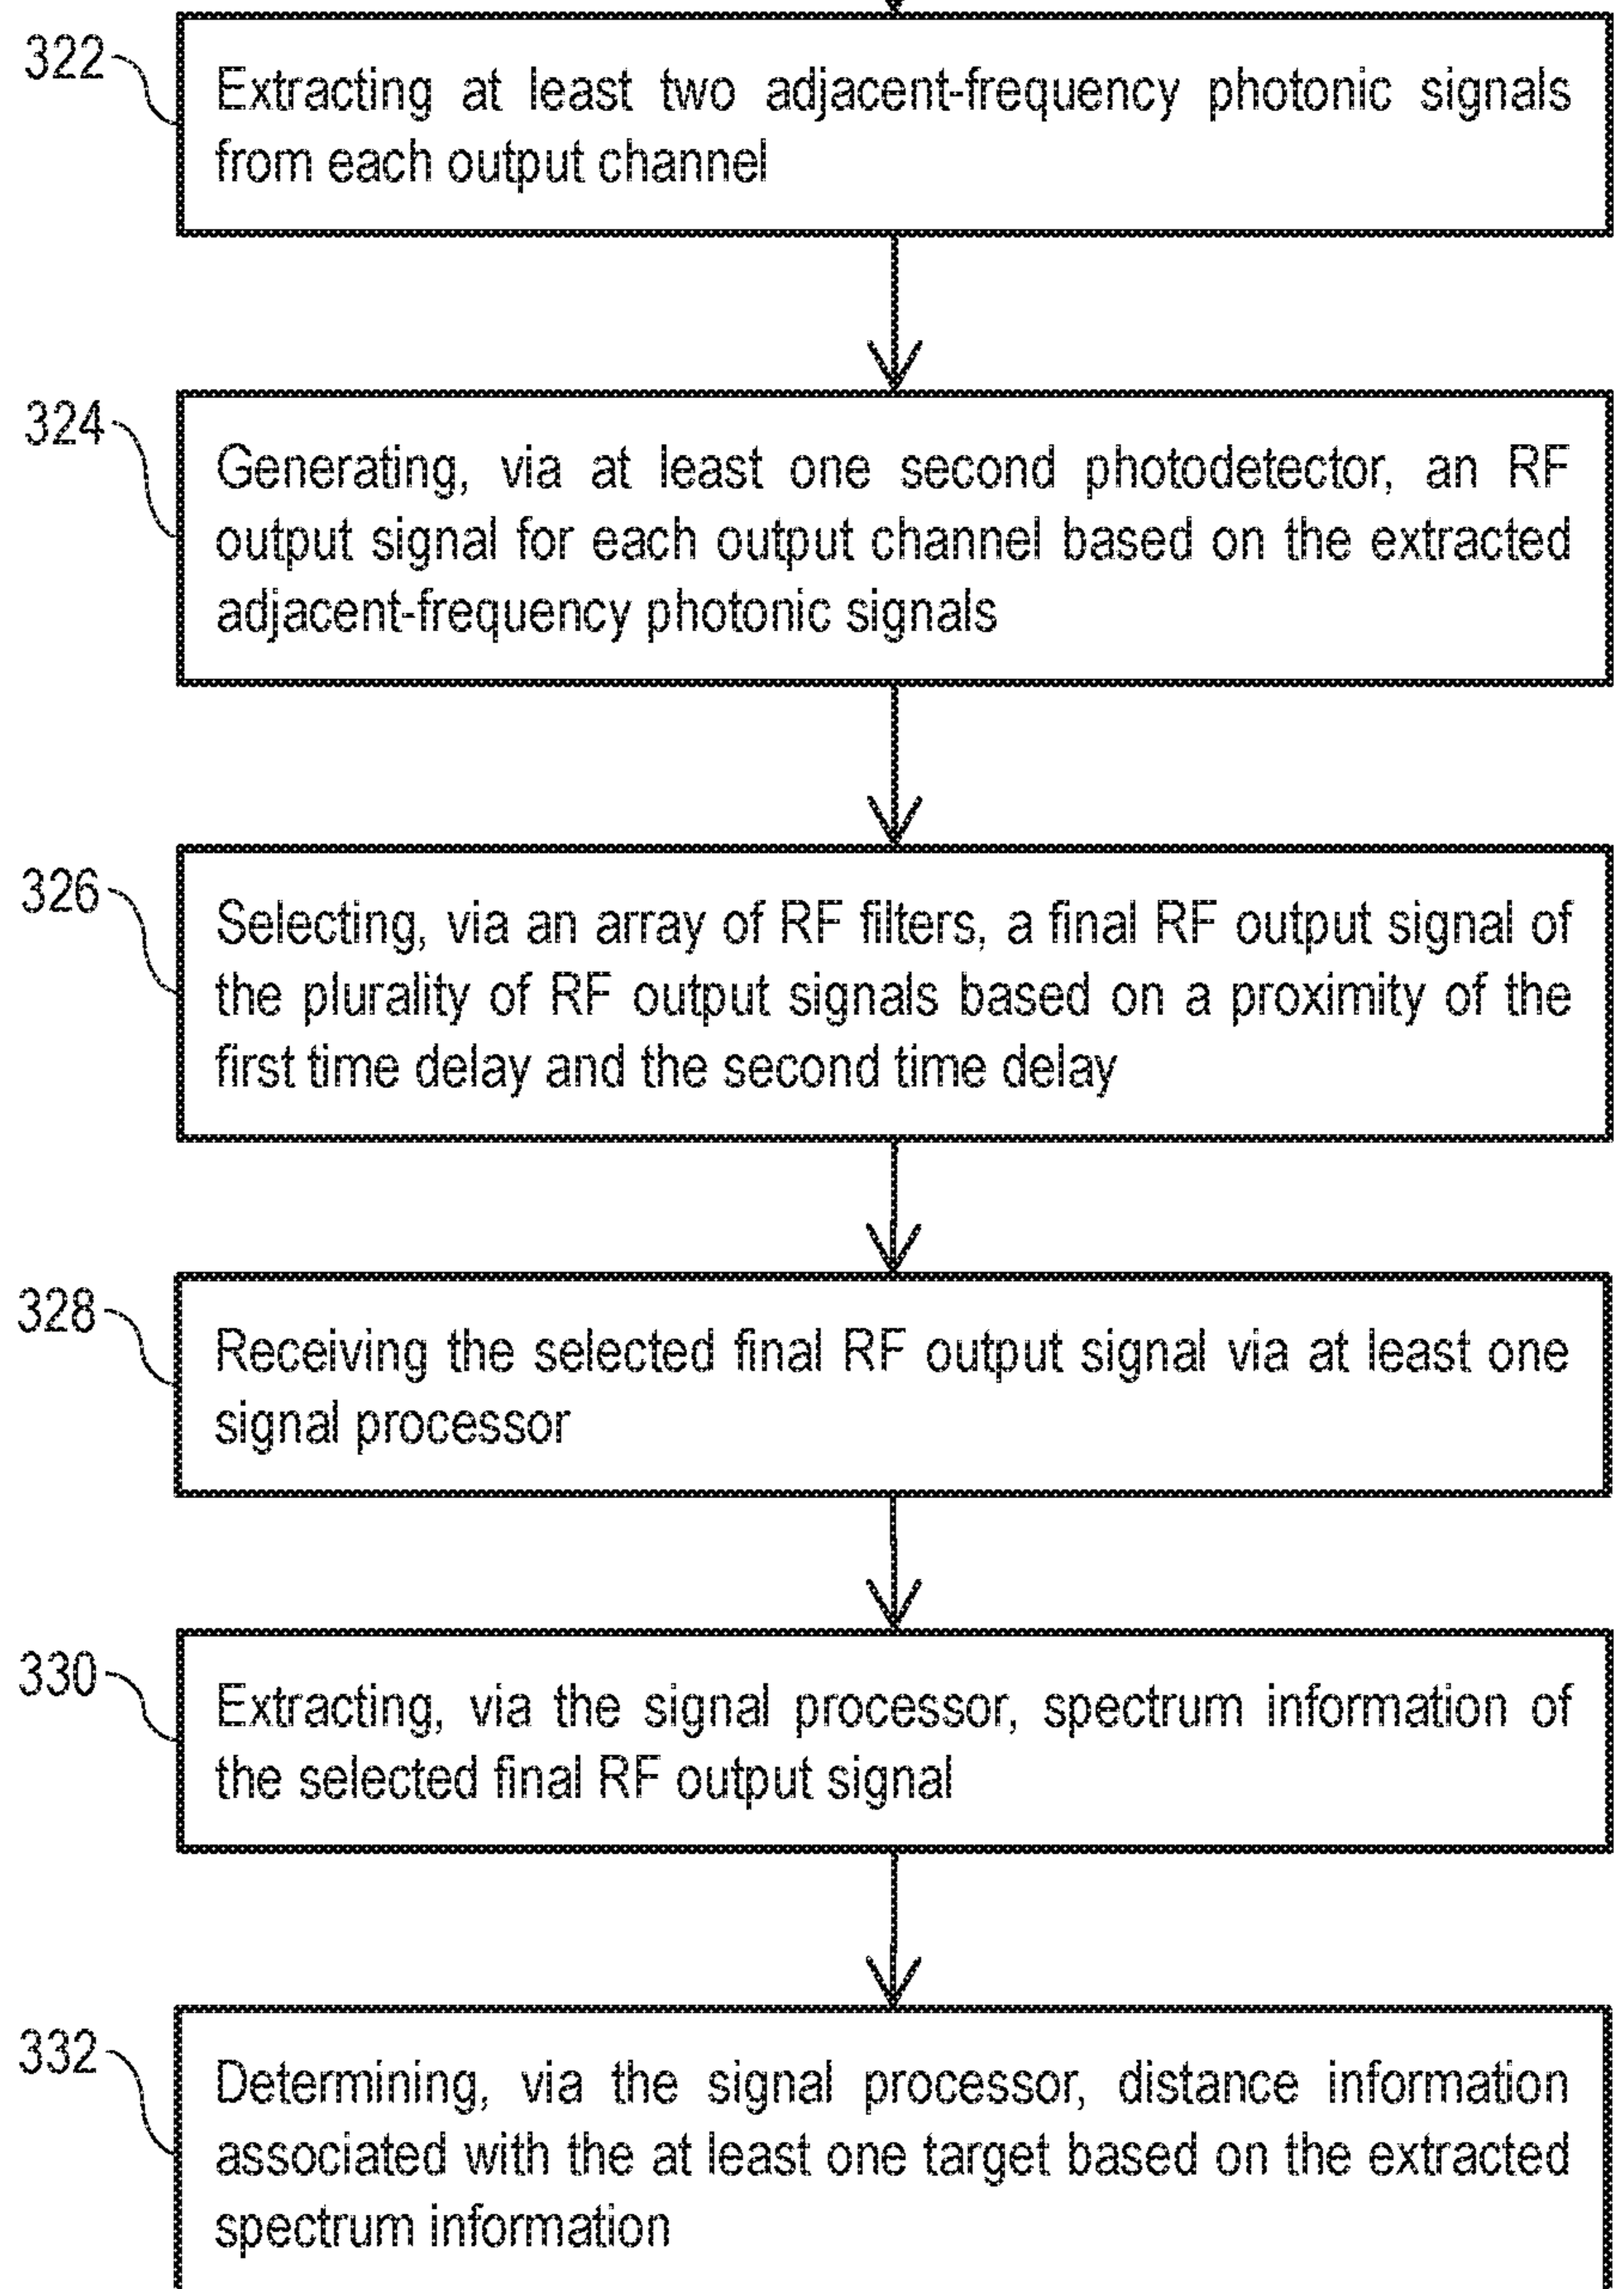 322
Extracting at least two adjacent-frequency photonic signals
from each output channel
324
Generating, via at least one second photodetector, an RF
output signal for each output channel based on the extracted
adjacent-frequency photonic signals
326
Selecting, via an array of RF filters, a final RF output signal of
the plurality of RF output signals based on a proximity of the
first time delay and the second time delay
328
Receiving the selected final RF output signal via at least one
signal processor
330
Extracting, via the signal processor, spectrum information of
the selected final RF output signal
332
Determining, via the signal processor, distance information
associated with the at least one target based on the extracted
spectrum information